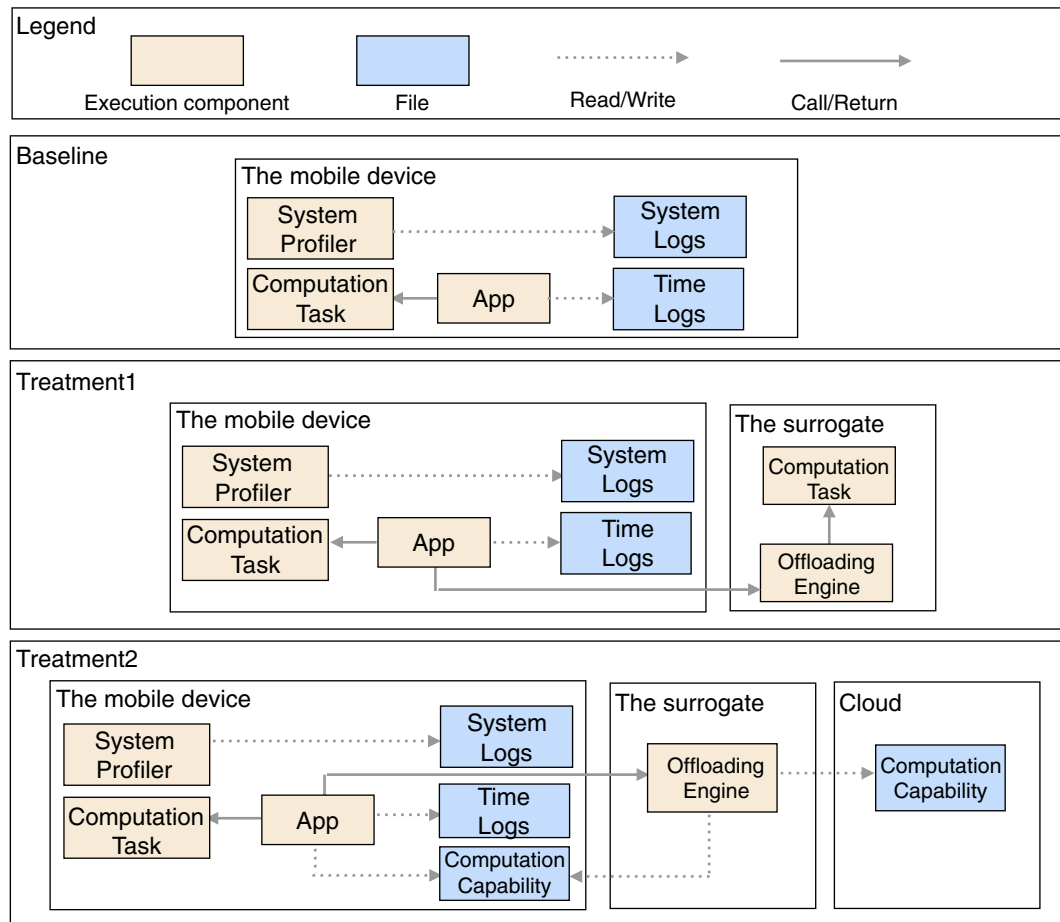 Legend
Execution component
File
Read/Write
Call/Return
Baseline
The mobile device
System
Profiler
System
Logs
Computation
Task
App
Time
Logs
Treatment1
The mobile device
System
Profiler
System
Logs
Computation
Task
App
Time
Logs
The surrogate
Computation
Task
Offloading
Engine
Treatment2
The mobile device
System
Profiler
System
Logs
Computation
Task
App
Time
Logs
Computation
Capability
The surrogate
Offloading
Engine
Cloud
Computation
Capability